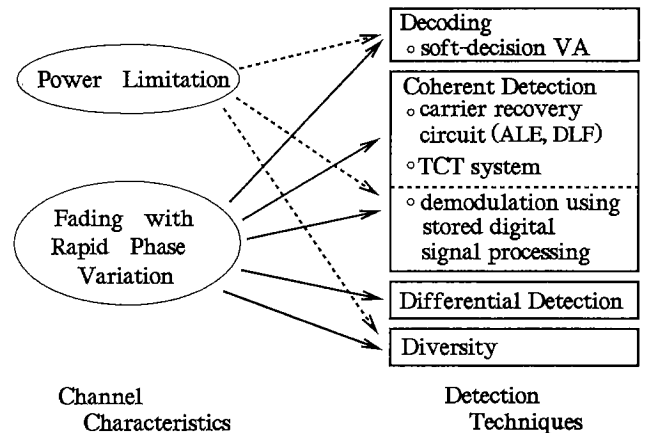 Power Limitation
Fading with
Rapid Phase
Variation
Channel
Characteristics
Decoding
∘ soft-decision VA
Coherent Detection
∘ carrier recovery
circuit (ALE, DLF)
∘ TCT system
∘ demodulation using
stored digital
signal processing
Differential Detection
Diversity
Detection
Techniques